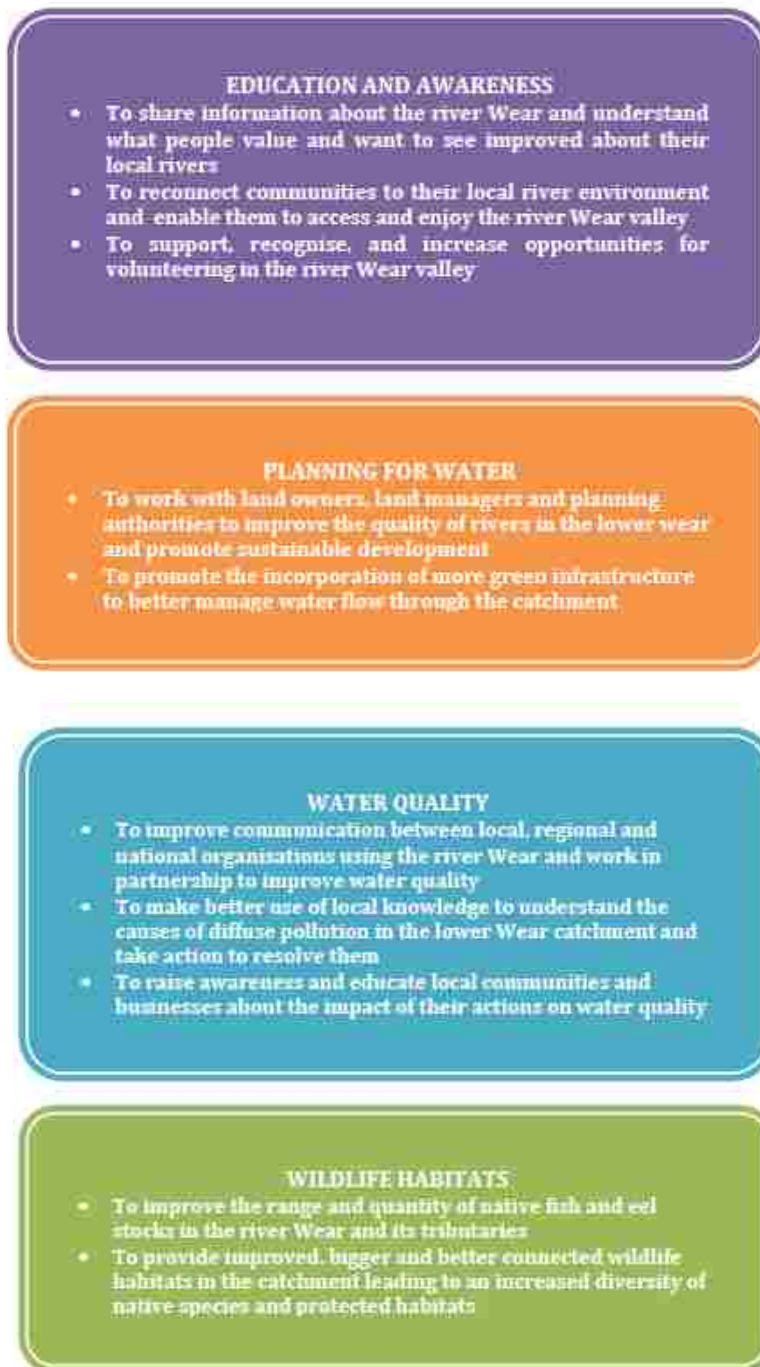 EDUCATION AND AWARENESS
• To share information about the river Wear and understand
what people value and want to see improved about their
local rivers
• To reconnect communities to their local river environment
and enable them to access and enjoy the river Wear valley
• To support, recognise, and increase opportunities for
volunteering in the river Wear valley
PLANNING FOR WATER
• To work with land owners, land managers and planning
authorities to improve the quality of rivers in the lower wear
and promote sustainable development
• To promote the incorporation of more green infrastructure
to better manage water flow through the catchment
WATER QUALITY
• To improve communication between local, regional and
national organisations using the river Wear and work in
partnership to improve water quality
• To make better use of local knowledge to understand the
causes of diffuse pollution in the lower Wear catchment and
take action to resolve them
• To raise awareness and educate local communities and
businesses about the impact of their actions on water quality
WILDLIFE HABITATS
• To improve the range and quantity of native fish and eel
stocks in the river Wear and its tributaries
• To provide improved, bigger and better connected wildlife
habitats in the catchment leading to an increased diversity of
native species and protected habitats